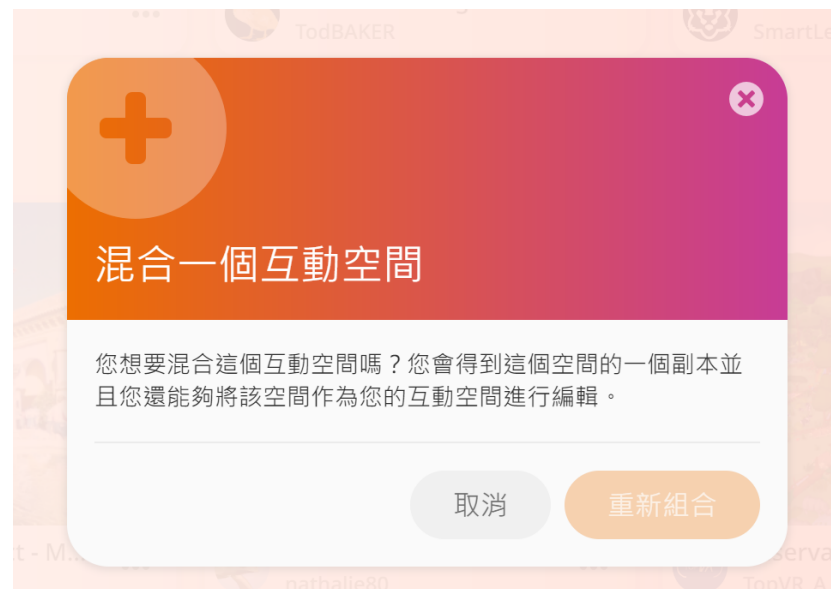 TodBAKER
SmartLe
混合一個互動空間
您想要混合這個互動空間嗎？您會得到這個空間的一個副本並
且您還能夠將該空間作為您的互動空間進行編輯。
取消
重新組合
t - M...
serva
nathalie80
TopVR_A